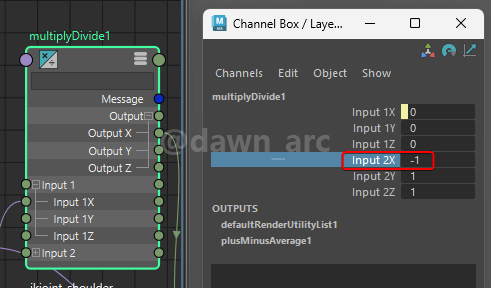 multiplyDivide1
Message
Output
Output X
Output Y
Output Z
Input 1
Input 1X
Input 1Y
Input 1Z
Input 2
ikjoint_shoulder
Channel Box / Laye...
Channels Edit Object Show
multiplyDivide1
Input 1X 0
Input 1Y 0
Input 1Z 0
Input 2X -1
Input 2Y 1
Input 2Z 1
OUTPUTS
defaultRenderUtilityList1
plusMinusAverage1
@dawn_arc